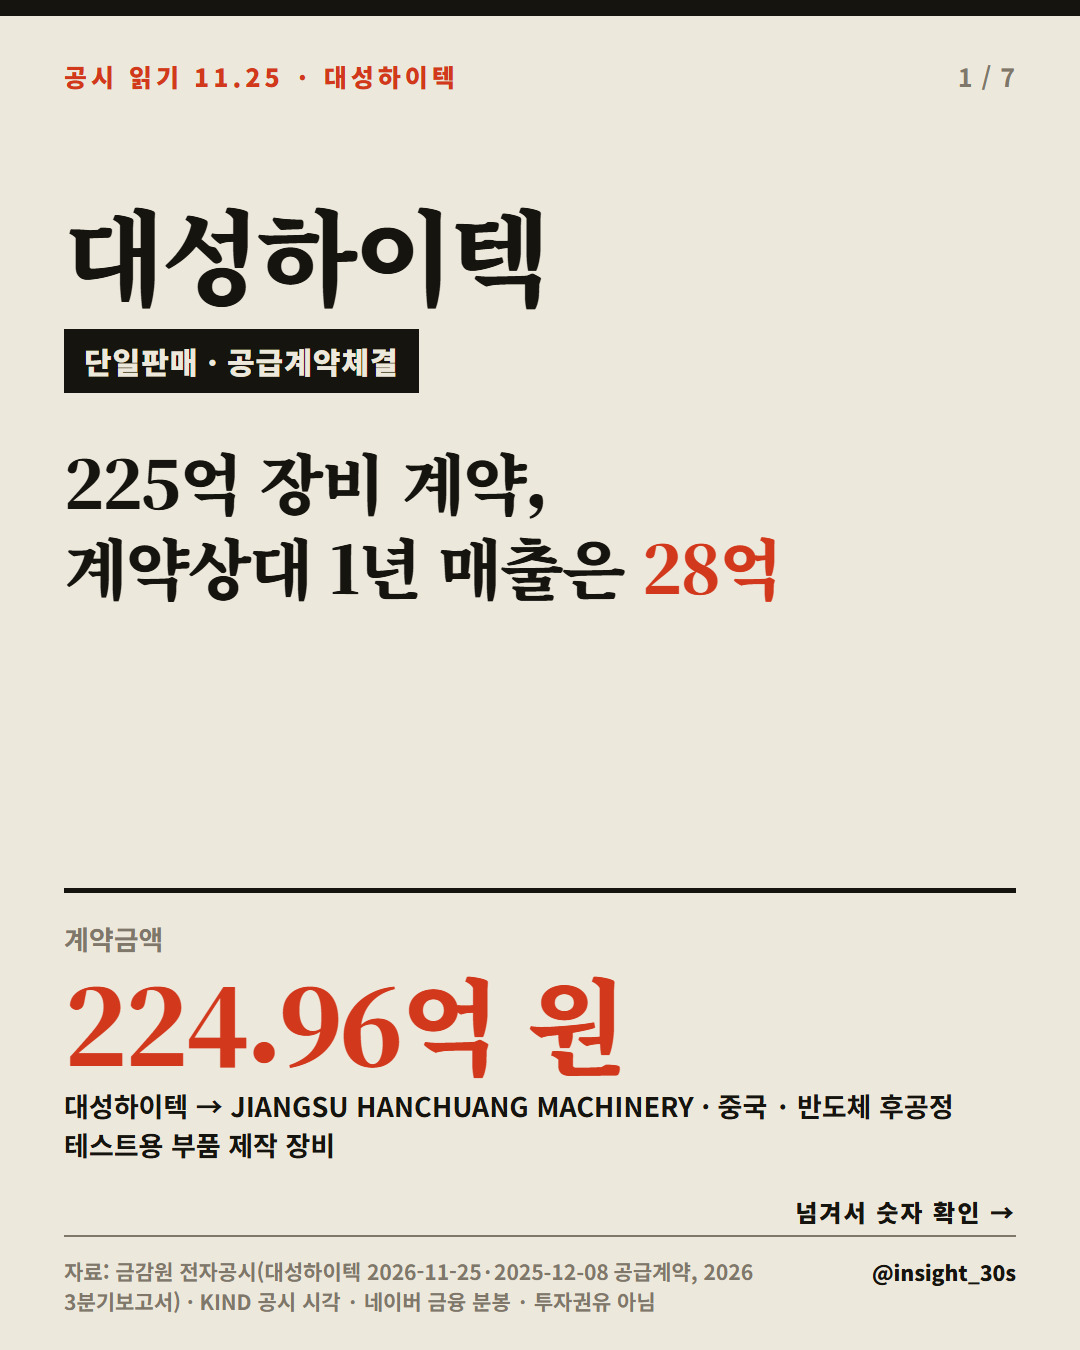 공시 읽기 11.25 · 대성하이텍
1 / 7
대성하이텍
단일판매 · 공급계약체결
225억 장비 계약,
계약상대 1년 매출은 28억
계약금액
224.96억 원
대성하이텍 → JIANGSU HANCHUANG MACHINERY · 중국 · 반도체 후공정
테스트용 부품 제작 장비
넘겨서 숫자 확인 →
자료: 금감원 전자공시(대성하이텍 2026-11-25·2025-12-08 공급계약, 2026
3분기보고서) · KIND 공시 시각 · 네이버 금융 분봉 · 투자권유 아님
@insight_30s